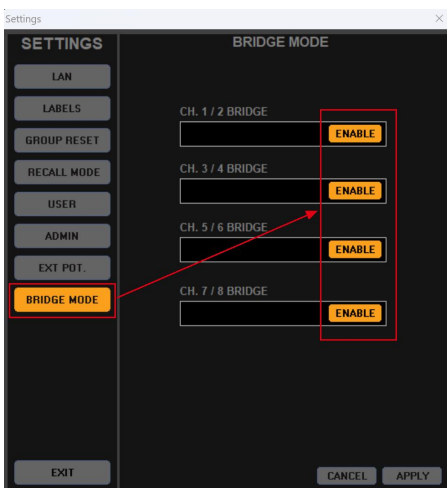 Settings
SETTINGS
LAN
LABELS
GROUP RESET
RECALL MODE
USER
ADMIN
EXT POT.
BRIDGE MODE
EXIT
BRIDGE MODE
CH. 1 / 2 BRIDGE
ENABLE
CH. 3 / 4 BRIDGE
ENABLE
CH. 5 / 6 BRIDGE
ENABLE
CH. 7 / 8 BRIDGE
ENABLE
CANCEL APPLY